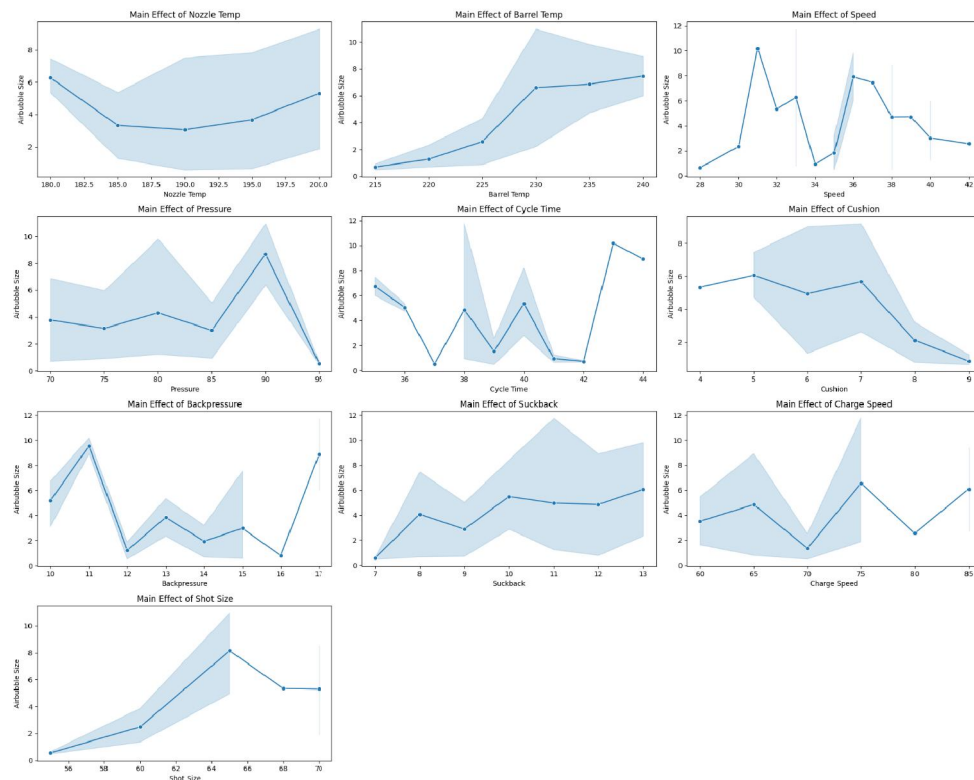 Main Effect of Nozzle Temp
Airbubble Size
8
6
4
2
180.0 182.5 185.0 187.5 190.0 192.5 195.0 197.5 200.0
Nozzle Temp
Main Effect of Barrel Temp
Airbubble Size
10
8
6
4
2
0
215 220 225 230 235 240
Barrel Temp
Main Effect of Speed
Airbubble Size
12
10
8
6
4
2
0
28 30 32 34 36 38 40 42
Speed
Main Effect of Pressure
Airbubble Size
10
8
6
4
2
0
70 75 80 85 90 95
Pressure
Main Effect of Cycle Time
Airbubble Size
12
10
8
6
4
2
0
36 38 40 42 44
Cycle Time
Main Effect of Cushion
Airbubble Size
8
6
4
2
4 5 6 7 8 9
Cushion
Main Effect of Backpressure
Airbubble Size
12
10
8
6
4
2
0
10 11 12 13 14 15 16 17
Backpressure
Main Effect of Suckback
Airbubble Size
12
10
8
6
4
2
0
7 8 9 10 11 12 13
Suckback
Main Effect of Charge Speed
Airbubble Size
12
10
8
6
4
2
0
60 65 70 75 80 85
Charge Speed
Main Effect of Shot Size
Airbubble Size
12
10
8
6
4
2
0
56 58 60 62 64 66 68 70
Shot Size